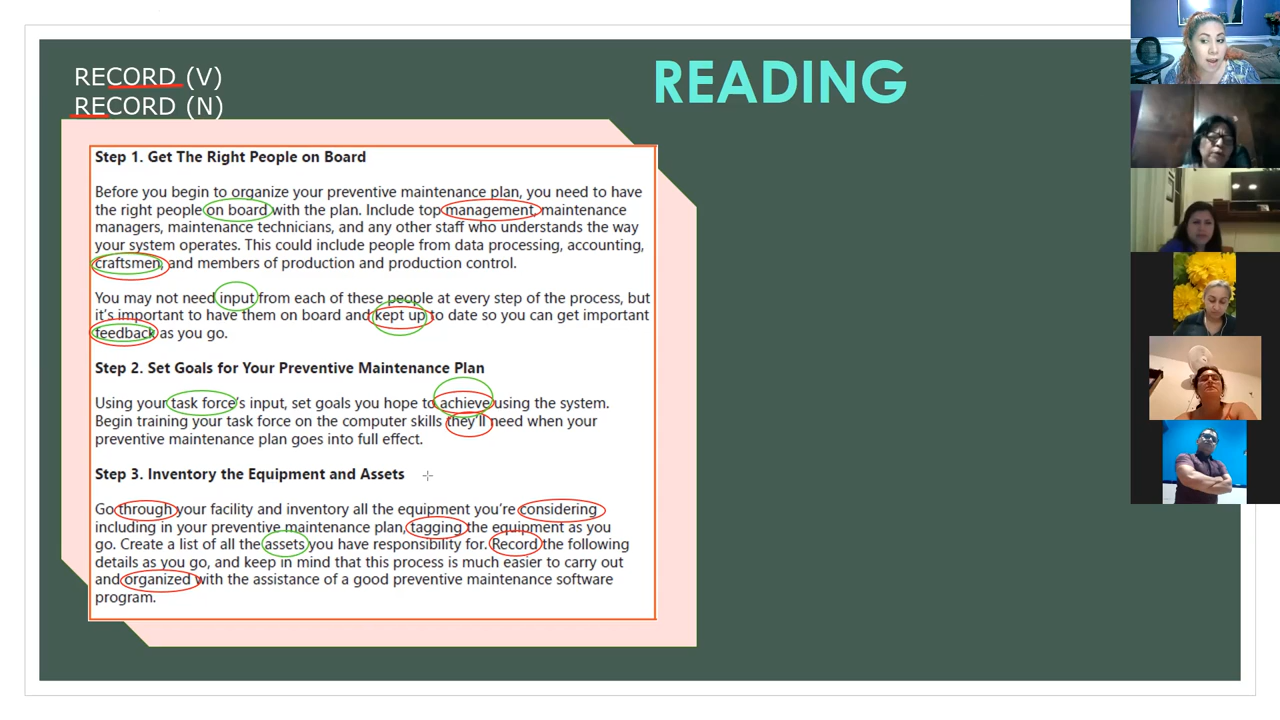 RECORD (V)
RECORD (N)
READING
Step 1. Get The Right People on Board
Before you begin to organize your preventive maintenance plan, you need to have
the right people on board with the plan. Include top management, maintenance
managers, maintenance technicians, and any other staff who understands the way
your system operates. This could include people from data processing, accounting,
craftsmen, and members of production and production control.
You may not need input from each of these people at every step of the process, but
it's important to have them on board and kept up to date so you can get important
feedback as you go.
Step 2. Set Goals for Your Preventive Maintenance Plan
Using your task force's input, set goals you hope to achieve using the system.
Begin training your task force on the computer skills they'll need when your
preventive maintenance plan goes into full effect.
Step 3. Inventory the Equipment and Assets
Go through your facility and inventory all the equipment you're considering
including in your preventive maintenance plan, tagging the equipment as you
go. Create a list of all the assets you have responsibility for. Record the following
details as you go, and keep in mind that this process is much easier to carry out
and organized with the assistance of a good preventive maintenance software
program.